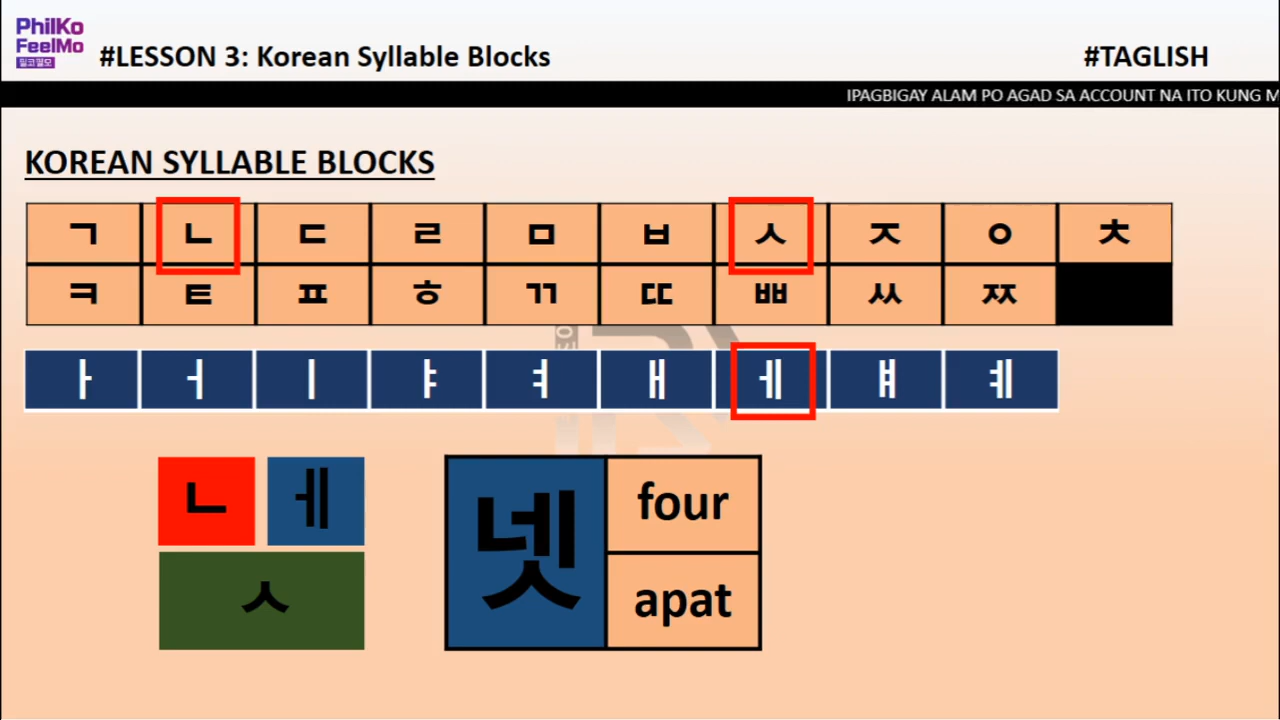 PhilKo
FeelMo
필코필모
#LESSON 3: Korean Syllable Blocks
#TAGLISH
IPAGBIGAY ALAM PO AGAD SA ACCOUNT NA ITO KUNG M
KOREAN SYLLABLE BLOCKS
ㄱ ㄴ ㄷ ㄹ ㅁ ㅂ ㅅ ㅈ ㅇ ㅊ
ㅋ ㅌ ㅍ ㅎ ㄲ ㄸ ㅃ ㅆ ㅉ
ㅏ ㅓ ㅣ ㅑ ㅕ ㅐ ㅔ ㅒ ㅖ
ㄴ ㅔ
ㅅ
넷
four
apat